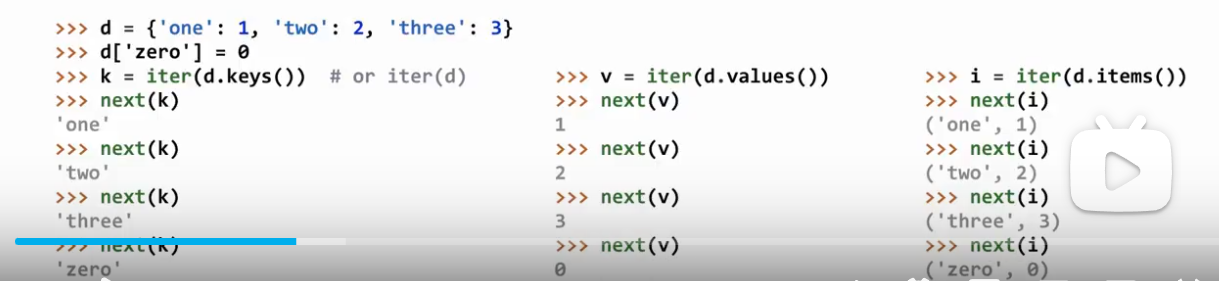 >>> d = {'one': 1, 'two': 2, 'three': 3}
>>> d['zero'] = 0
>>> k = iter(d.keys())  # or iter(d)
>>> next(k)
'one'
>>> next(k)
'two'
>>> next(k)
'three'
>>> next(k)
'zero'
>>> v = iter(d.values())
>>> next(v)
1
>>> next(v)
2
>>> next(v)
3
>>> next(v)
0
>>> i = iter(d.items())
>>> next(i)
('one', 1)
>>> next(i)
('two', 2)
>>> next(i)
('three', 3)
>>> next(i)
('zero', 0)